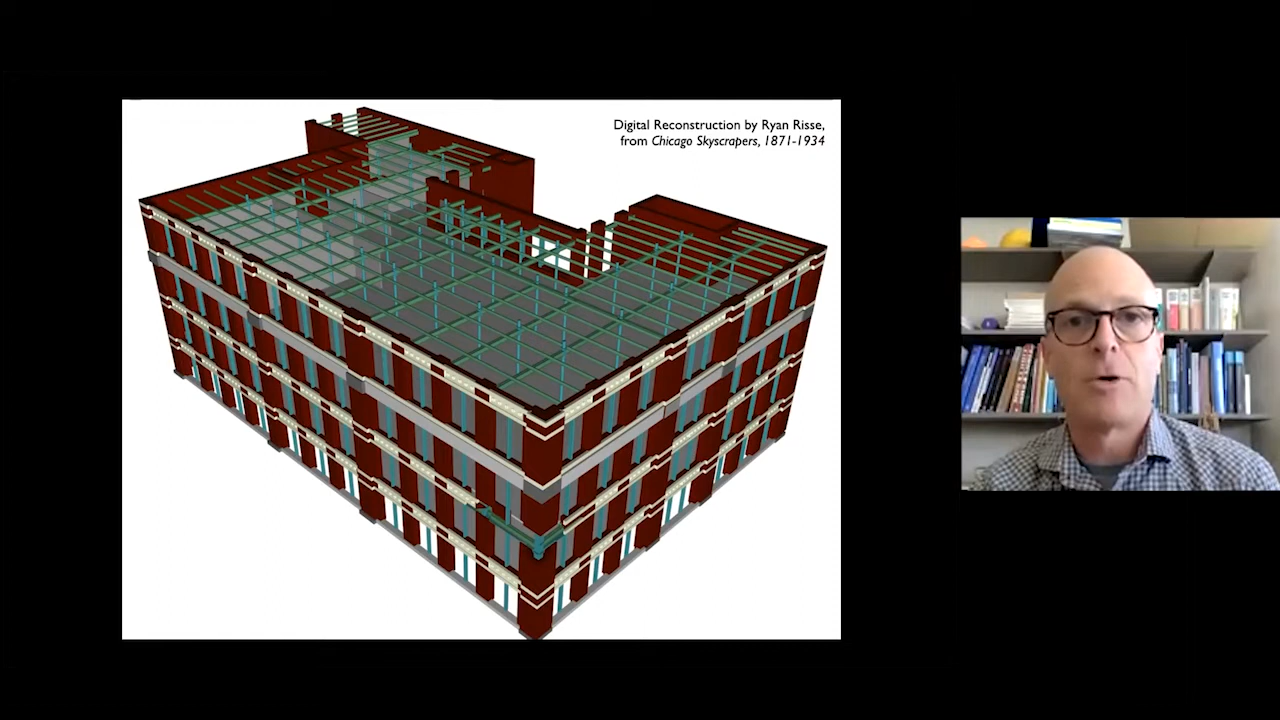 Digital Reconstruction by Ryan Risse,
from Chicago Skyscrapers, 1871-1934